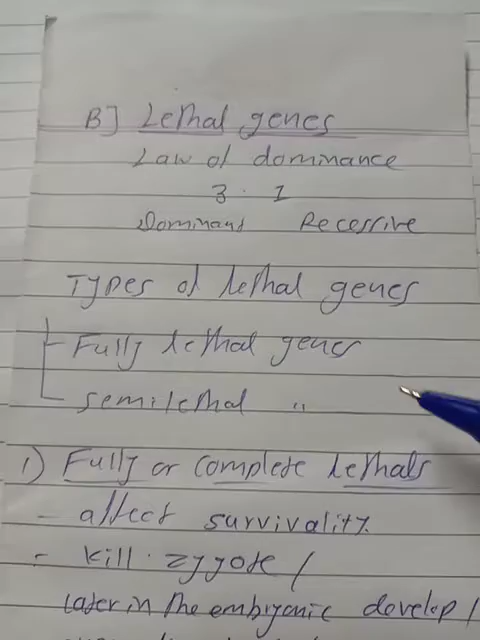 B] Lethal genes
Law of dominance
3 : 1
Dominant Recessive
Types of lethal genes
Fully lethal genes
semilethal "
1) Fully or complete lethals
- affect survivality.
- kill zygote /
later in the embryonic develop/